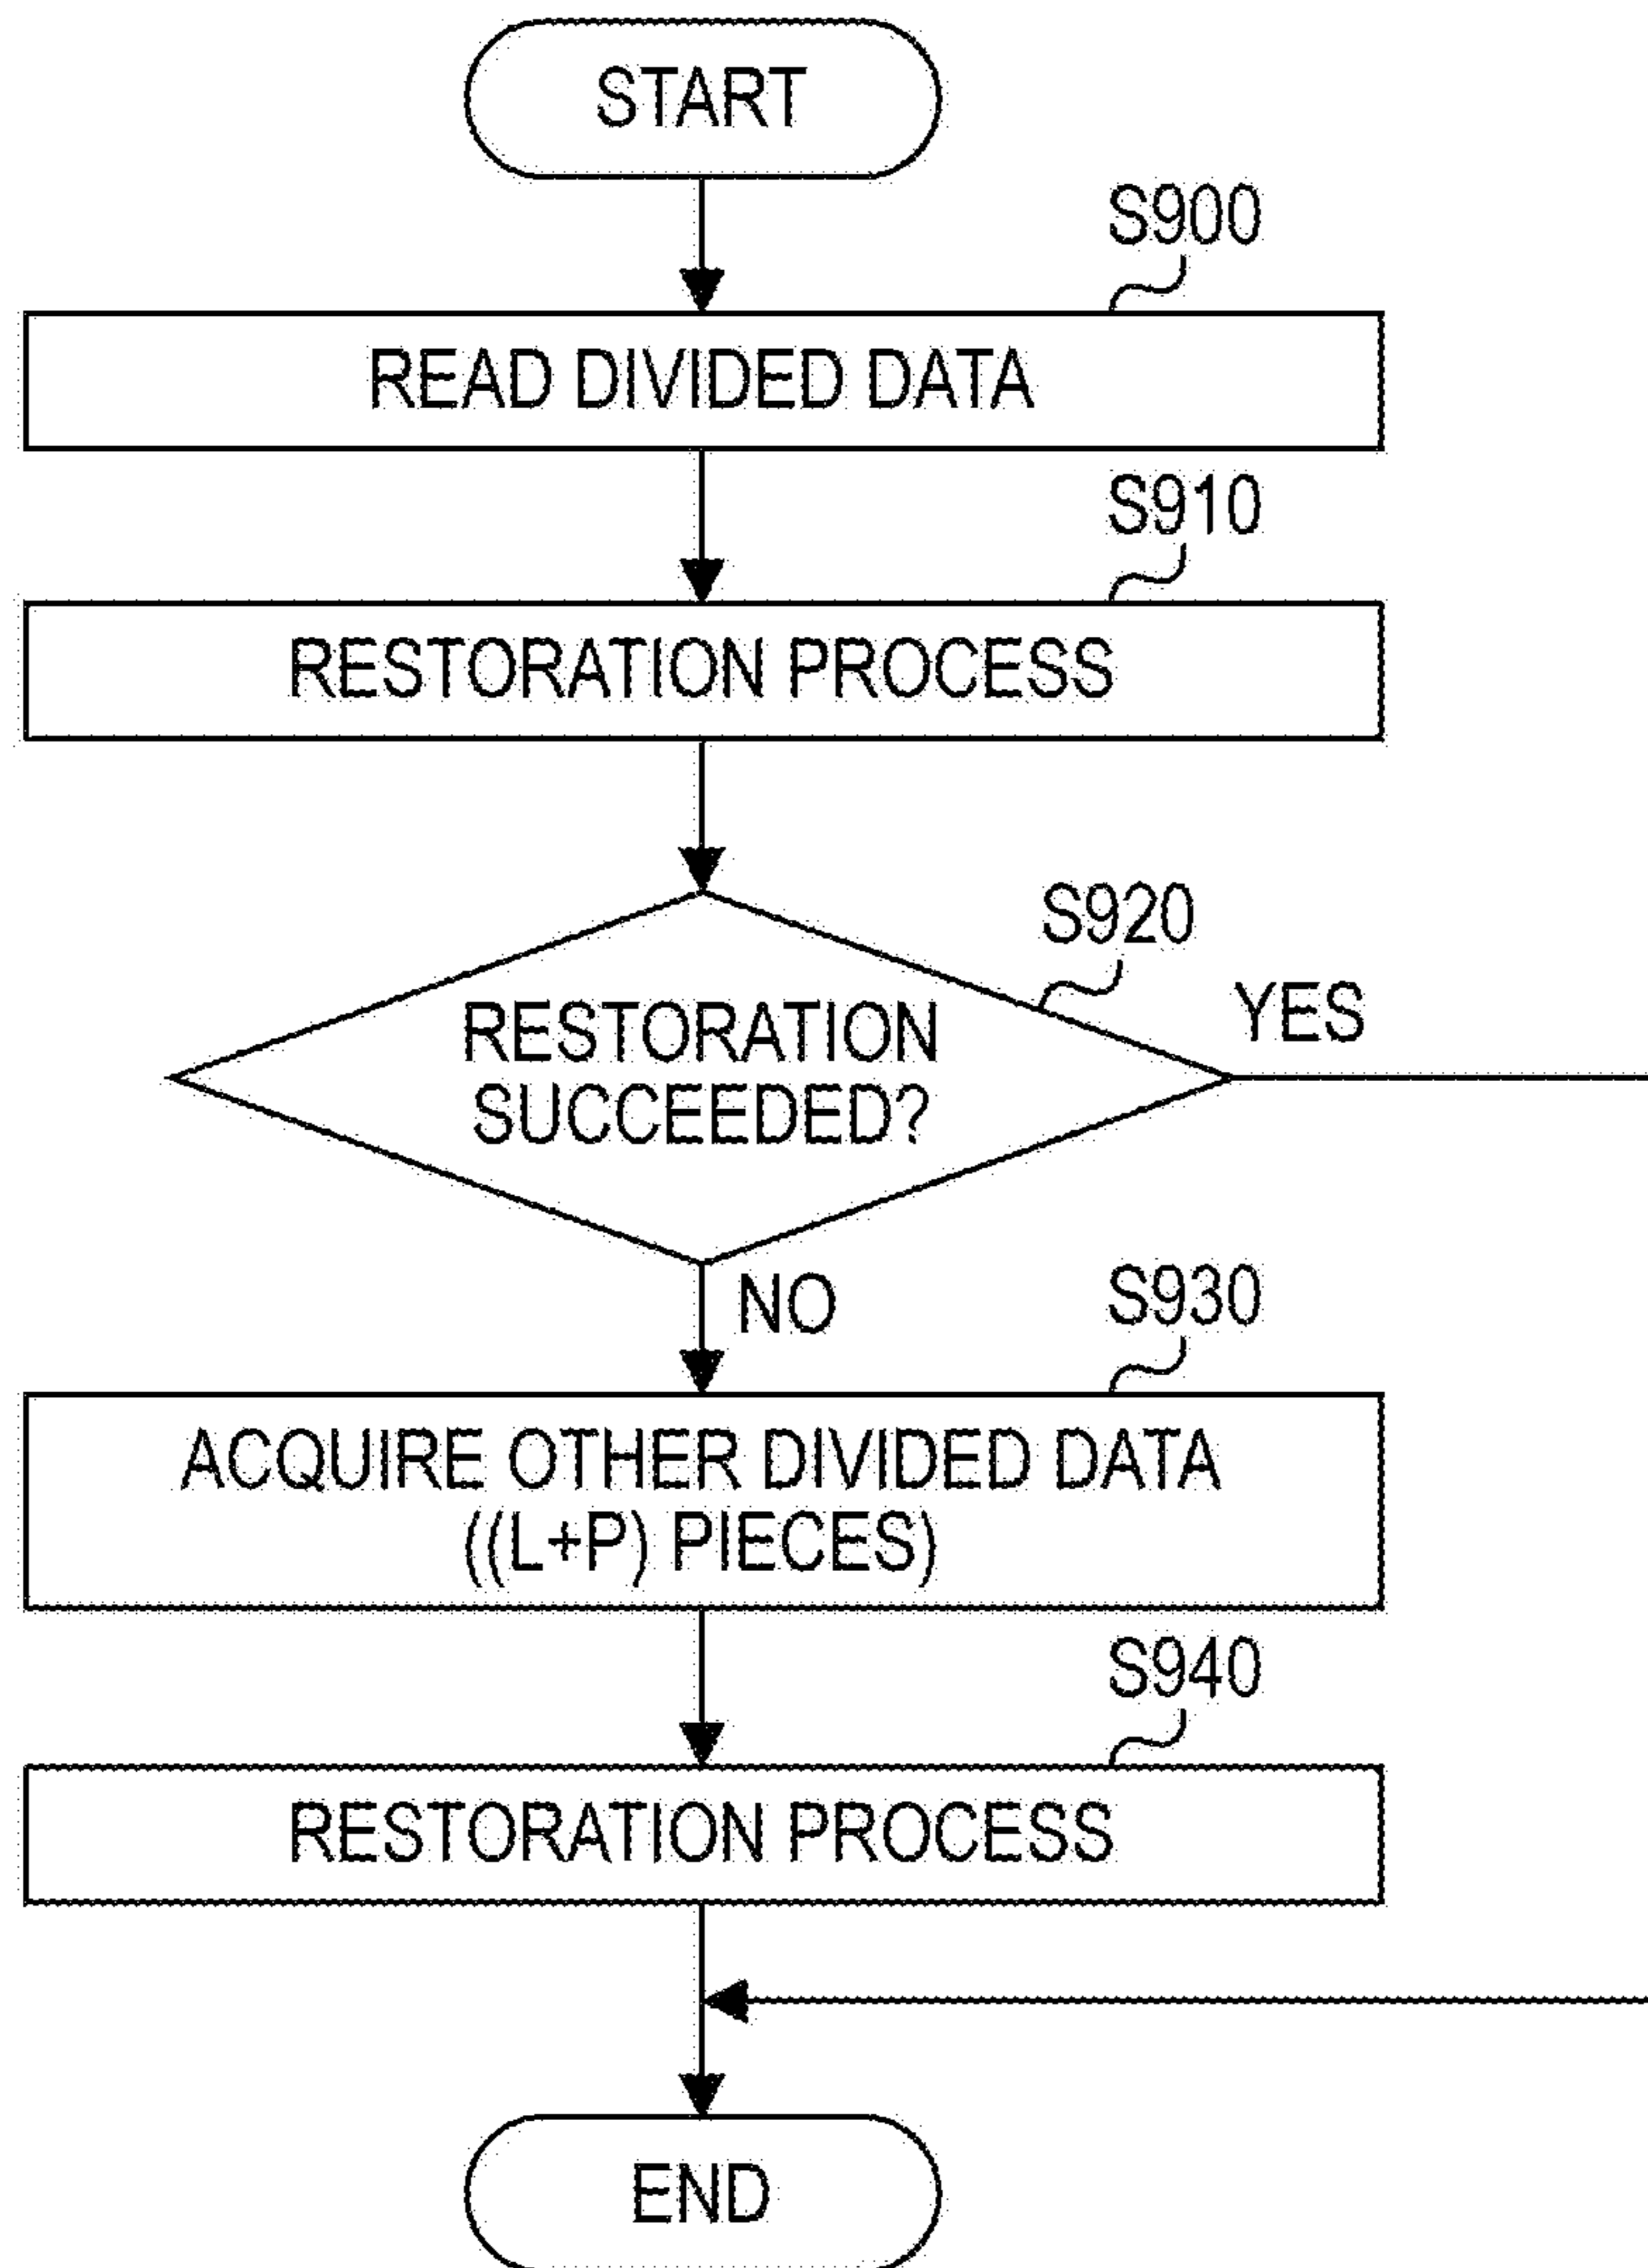 START
S900
READ DIVIDED DATA
S910
RESTORATION PROCESS
S920
RESTORATION
SUCCEEDED?
YES
NO
S930
ACQUIRE OTHER DIVIDED DATA
((L+P) PIECES)
S940
RESTORATION PROCESS
END